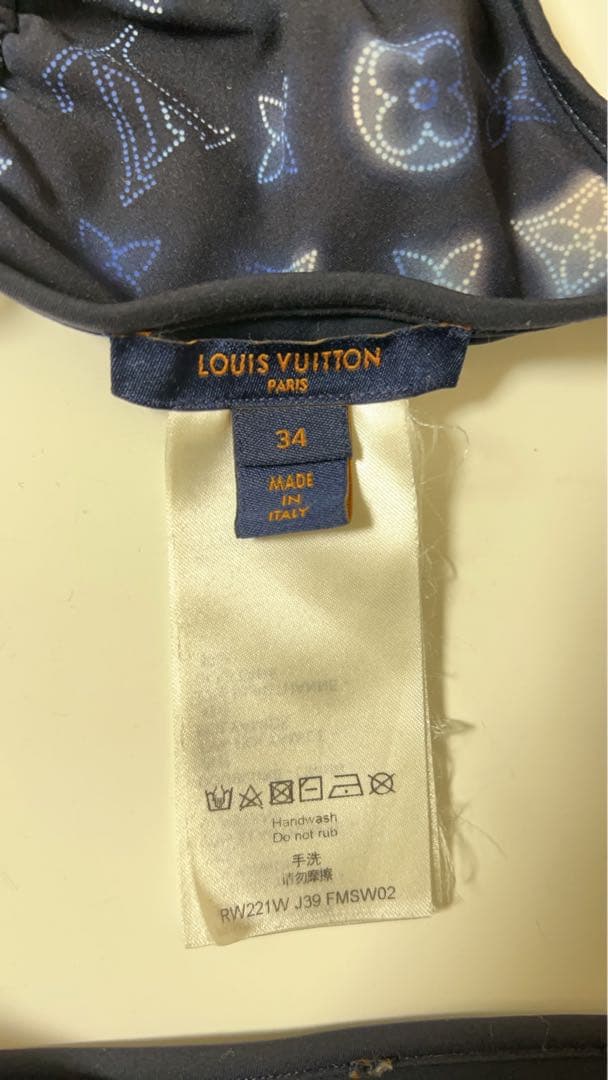 LOUIS VUITTON
PARIS
34
MADE
IN
ITALY
Handwash
Do not rub
手洗
请勿摩擦
RW221W J39 FMSW02